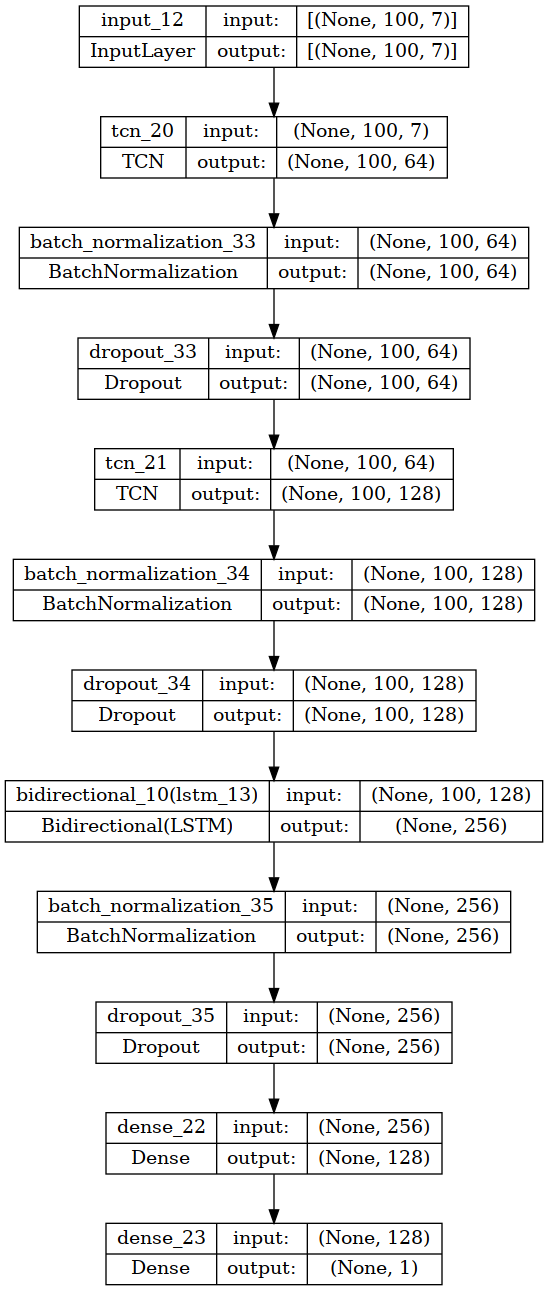 input_12 input: [(None, 100, 7)]
InputLayer output: [(None, 100, 7)]
tcn_20 input: (None, 100, 7)
TCN output: (None, 100, 64)
batch_normalization_33 input: (None, 100, 64)
BatchNormalization output: (None, 100, 64)
dropout_33 input: (None, 100, 64)
Dropout output: (None, 100, 64)
tcn_21 input: (None, 100, 64)
TCN output: (None, 100, 128)
batch_normalization_34 input: (None, 100, 128)
BatchNormalization output: (None, 100, 128)
dropout_34 input: (None, 100, 128)
Dropout output: (None, 100, 128)
bidirectional_10(lstm_13) input: (None, 100, 128)
Bidirectional(LSTM) output: (None, 256)
batch_normalization_35 input: (None, 256)
BatchNormalization output: (None, 256)
dropout_35 input: (None, 256)
Dropout output: (None, 256)
dense_22 input: (None, 256)
Dense output: (None, 128)
dense_23 input: (None, 128)
Dense output: (None, 1)